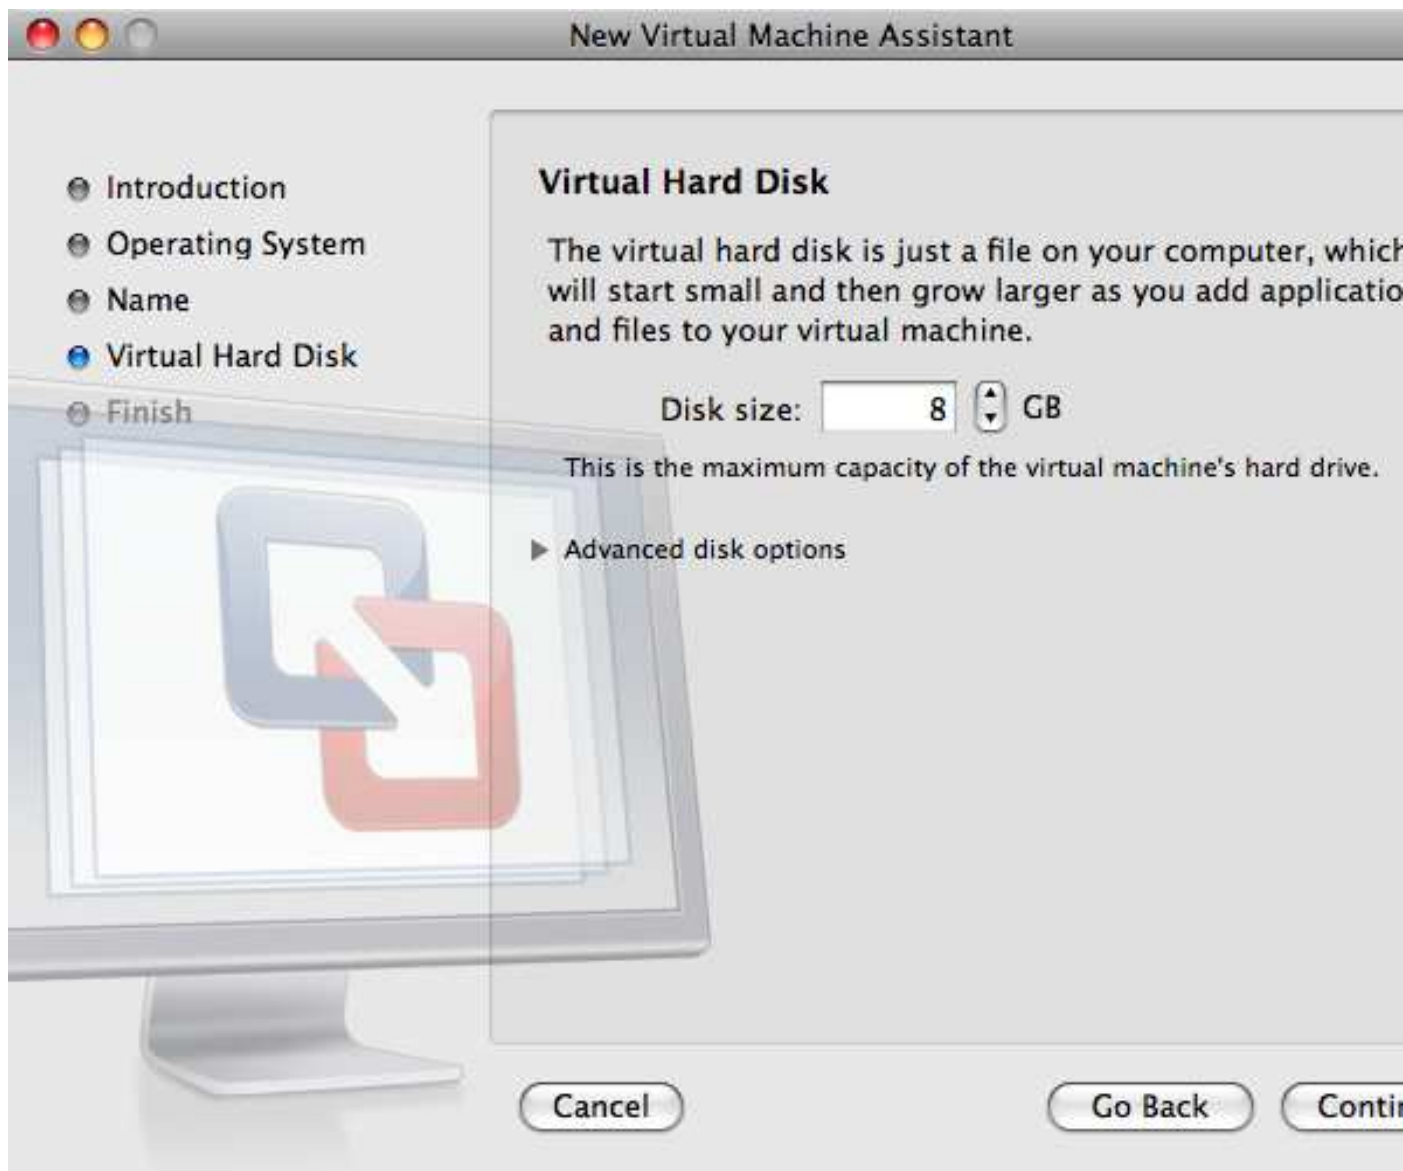 New Virtual Machine Assistant
Introduction
Operating System
Name
Virtual Hard Disk
Finish
Virtual Hard Disk
The virtual hard disk is just a file on your computer, which
will start small and then grow larger as you add
and files to your virtual machine.
Disk size: 8 GB
This is the maximum capacity of the virtual machine's hard drive.
Advanced disk options
Cancel
Go Back